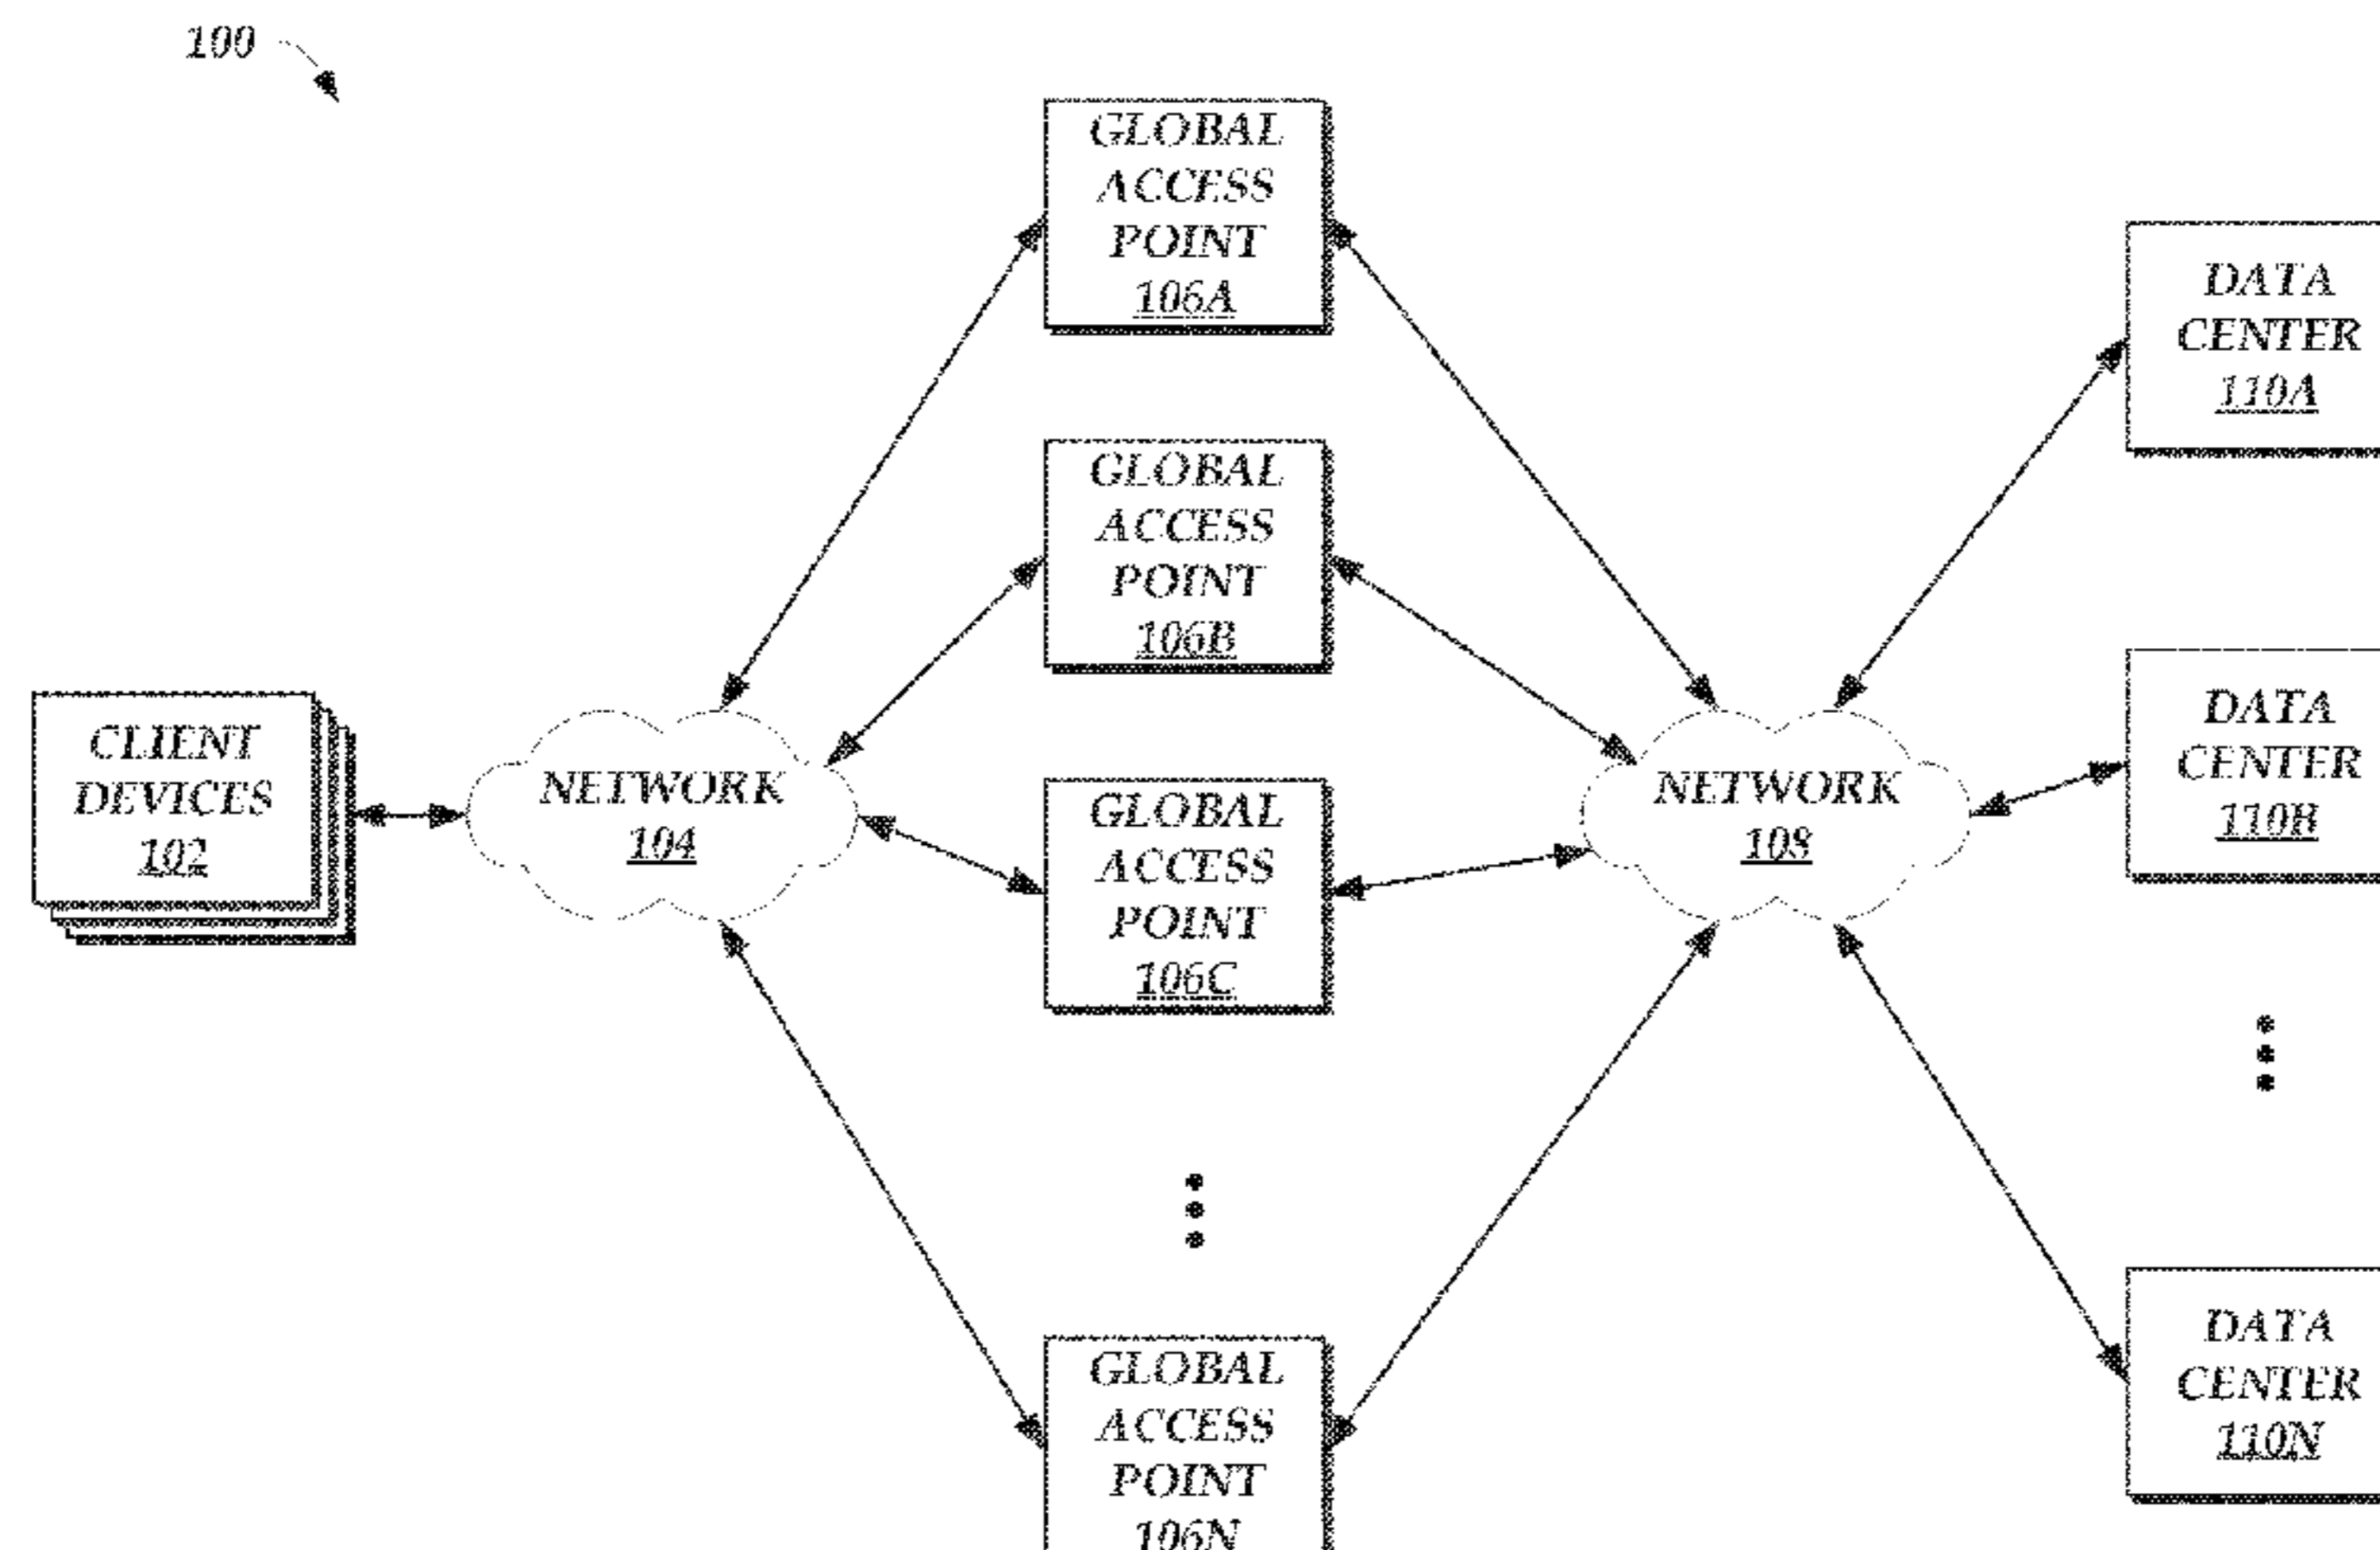 100
GLOBAL
ACCESS
POINT
106A
DATA
CENTER
110A
GLOBAL
ACCESS
POINT
106B
CLIENT
DEVICES
102
NETWORK
104
GLOBAL
ACCESS
POINT
106C
NETWORK
108
DATA
CENTER
110B
GLOBAL
ACCESS
POINT
106N
DATA
CENTER
110N